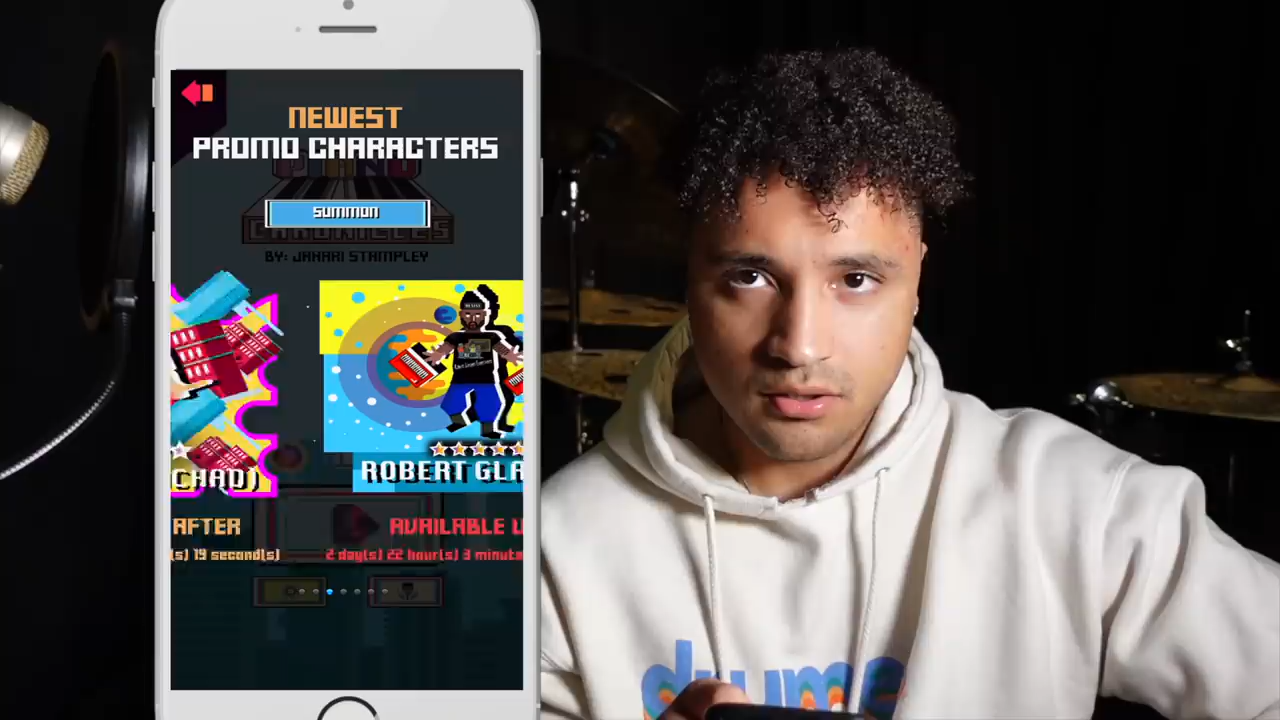 NEWEST
PROMO CHARACTERS
SUMMON
CHRONICLES
BY: JAHARI STAMPLEY
CHAD)
ROBERT GLA
AFTER
AVAILABLE U
(s) 19 second(s)
2 day(s) 22 hour(s) 3 minute